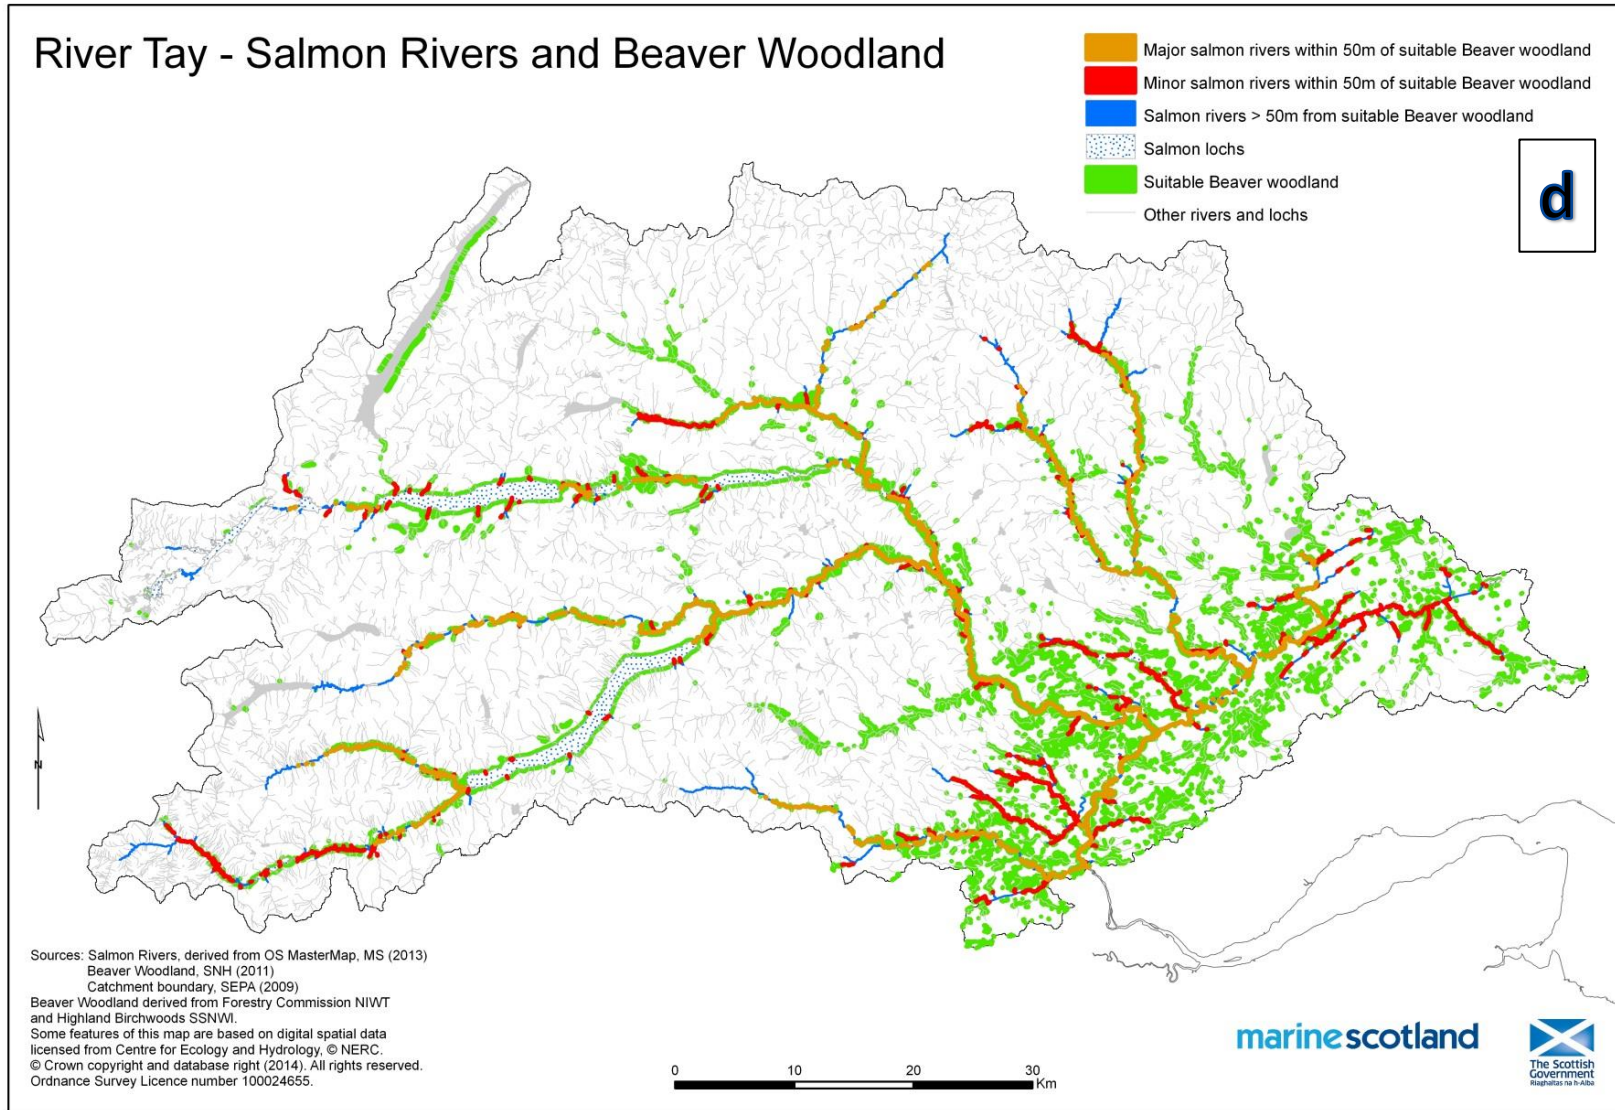 River Tay - Salmon Rivers and Beaver Woodland
Major salmon rivers within 50m of suitable Beaver woodland
Minor salmon rivers within 50m of suitable Beaver woodland
Salmon rivers > 50m from suitable Beaver woodland
Salmon lochs
Suitable Beaver woodland
Other rivers and lochs
d
N
Sources: Salmon Rivers, derived from OS MasterMap, MS (2013)
Beaver Woodland, SNH (2011)
Catchment boundary, SEPA (2009)
Beaver Woodland derived from Forestry Commission NIWT
and Highland Birchwoods SSNWI.
Some features of this map are based on digital spatial data
licensed from Centre for Ecology and Hydrology, © NERC.
© Crown copyright and database right (2014). All rights reserved.
Ordnance Survey Licence number 100024655.
0 10 20 30
Km
marinescotland
The Scottish
Government
Riaghaltas na h-Alba